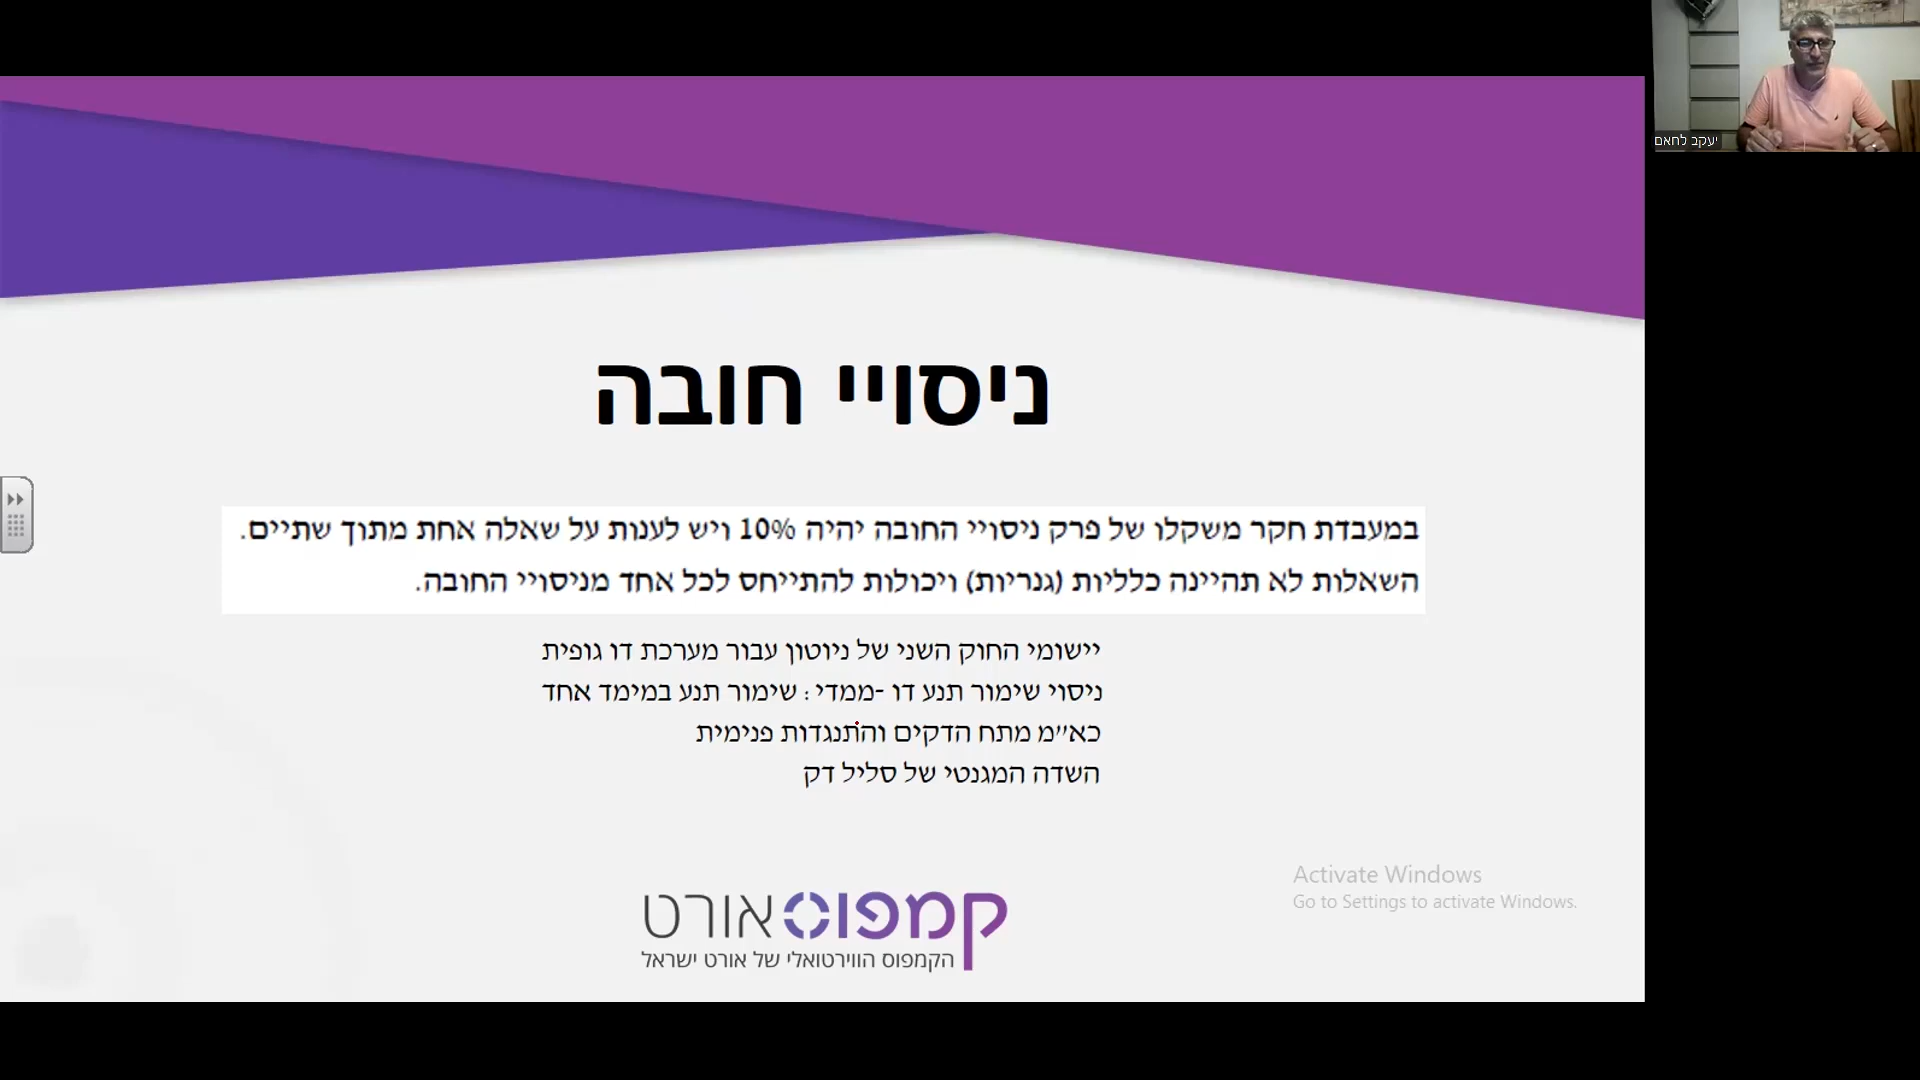 יעקב לחאם
ניסויי חובה
במעבדת חקר משקלו של פרק ניסויי החובה יהיה 10% ויש לענות על שאלה אחת מתוך שתיים.
השאלות לא תהיינה כלליות (גנריות) ויכולות להתייחס לכל אחד מניסויי החובה.
יישומי החוק השני של ניוטון עבור מערכת דו גופית
ניסוי שימור תנע דו -ממדי: שימור תנע במימד אחד
כא״מ מתח הדקים והתנגדות פנימית
השדה המגנטי של סליל דק
קמפוס אורט
הקמפוס הווירטואלי של אורט ישראל
Activate Windows
Go to Settings to activate Windows.